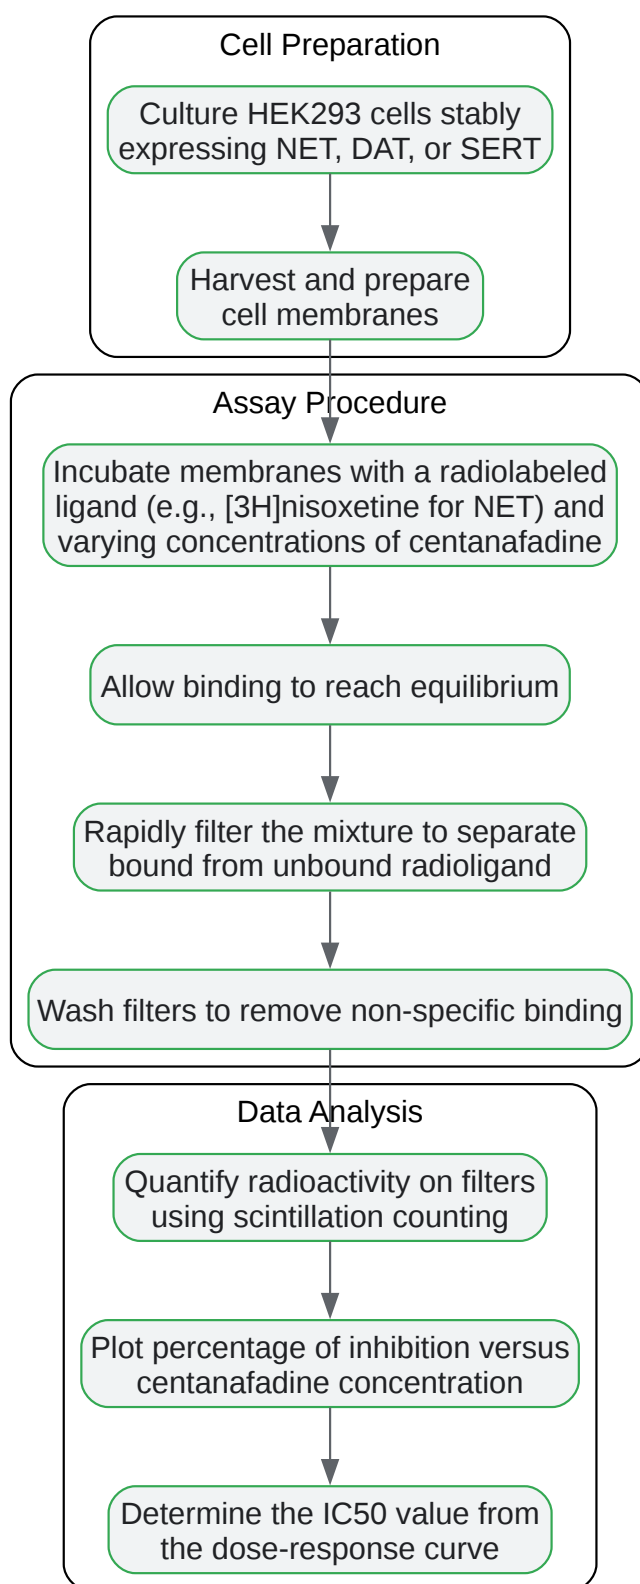 Cell Preparation
Culture HEK293 cells stably
expressing NET, DAT, or SERT
Harvest and prepare
cell membranes
Assay Procedure
Incubate membranes with a radiolabeled
ligand (e.g., [3H]nisoxetine for NET) and
varying concentrations of centanafadine
Allow binding to reach equilibrium
Rapidly filter the mixture to separate
bound from unbound radioligand
Wash filters to remove non-specific binding
Data Analysis
Quantify radioactivity on filters
using scintillation counting
Plot percentage of inhibition versus
centanafadine concentration
Determine the IC50 value from
the dose-response curve